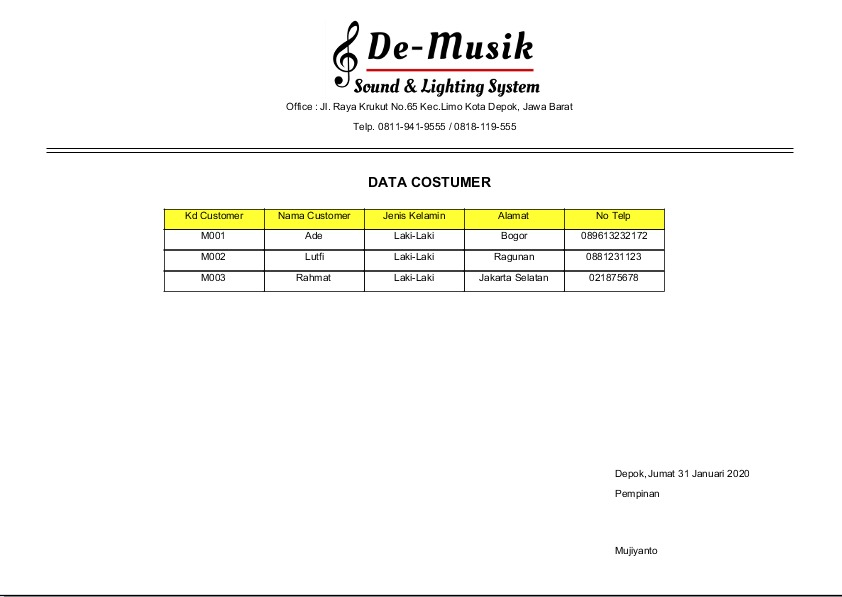 De-Musik
Sound & Lighting System
Office : Jl. Raya Krukut No.65 Kec.Limo Kota Depok, Jawa Barat
Telp. 0811-941-9555 / 0818-119-555
DATA COSTUMER
Kd Customer Nama Customer Jenis Kelamin Alamat No Telp
M001 Ade Laki-Laki Bogor 089613232172
M002 Lutfi Laki-Laki Ragunan 0881231123
M003 Rahmat Laki-Laki Jakarta Selatan 021875678
Depok,Jumat 31 Januari 2020
Pempinan
Mujiyanto